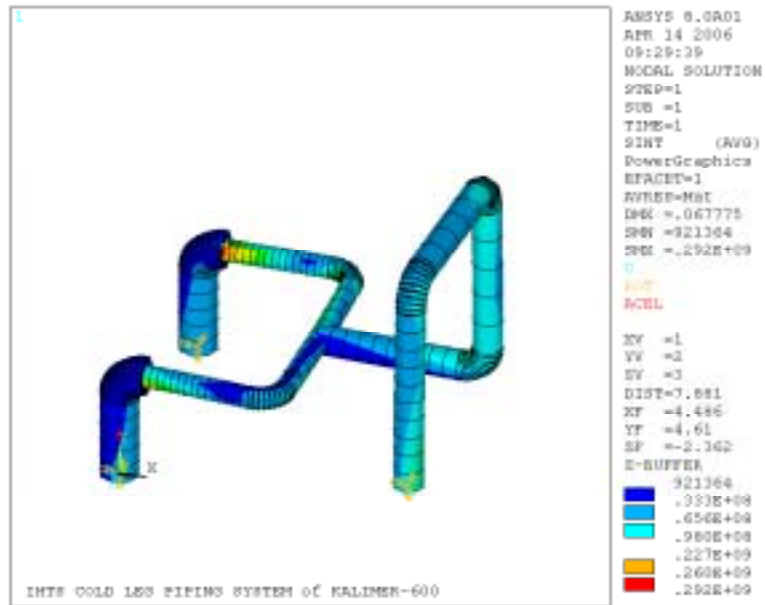 1
ANSYS 8.0A01
APR 14 2006
09:29:39
NODAL SOLUTION
STEP=1
SUB =1
TIME=1
SINT (AVG)
PowerGraphics
EFACET=1
AVRES=Mat
DMX =.067775
SMN =921364
SMX =.292E+09
U
ROT
ACEL
XV =1
YV =2
ZV =3
DIST=7.881
XF =4.486
YF =4.61
ZF =-2.362
Z-BUFFER
921364
.333E+08
.656E+08
.980E+08
.227E+09
.260E+09
.292E+09
X
IHTS COLD LEG PIPING SYSTEM of KALIMER-600